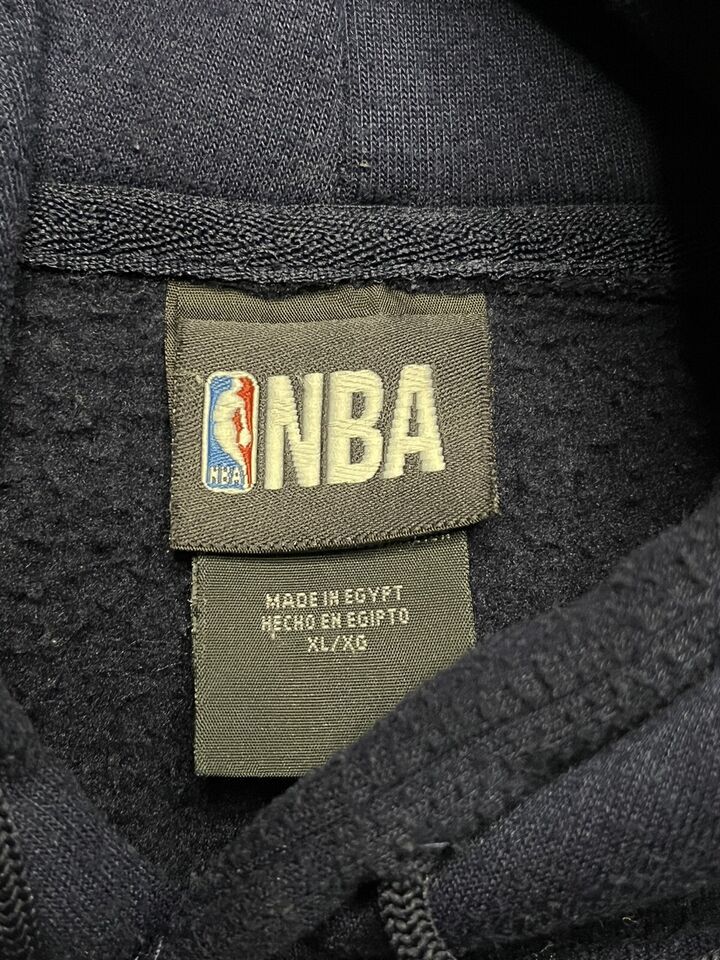 NBA
NBA
MADE IN EGYPT
HECHO EN EGIPTO
XL/XG